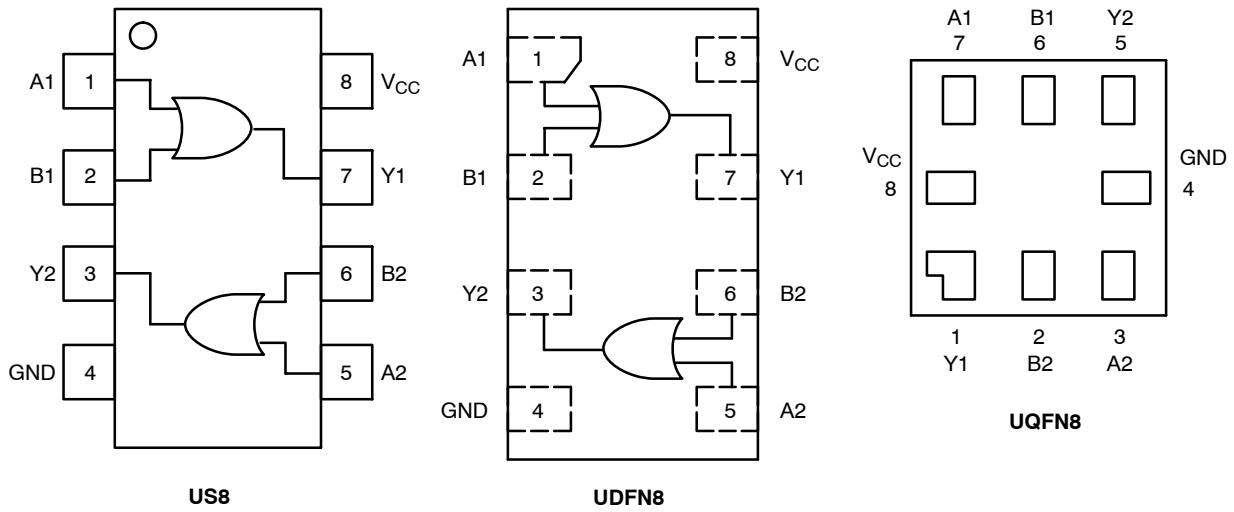 A1 1 8 VCC
B1 2 7 Y1
Y2 3 6 B2
GND 4 5 A2
US8
A1 1 8 VCC
B1 2 7 Y1
Y2 3 6 B2
GND 4 5 A2
UDFN8
A1 B1 Y2
7 6 5
VCC GND
8 4
1 2 3
Y1 B2 A2
UQFN8